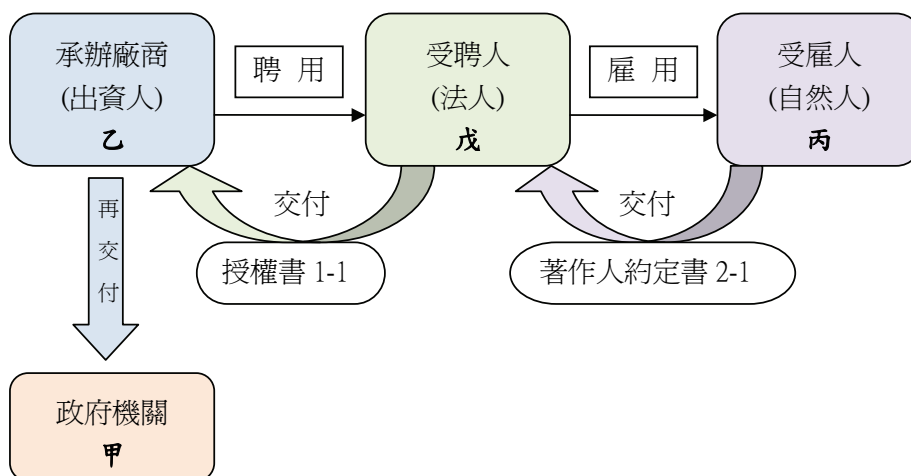 承辦廠商
(出資人)
乙
聘 用
受聘人
(法人)
戊
雇 用
受雇人
(自然人)
丙
再
交
付
交付
授權書 1-1
交付
著作人約定書 2-1
政府機關
甲